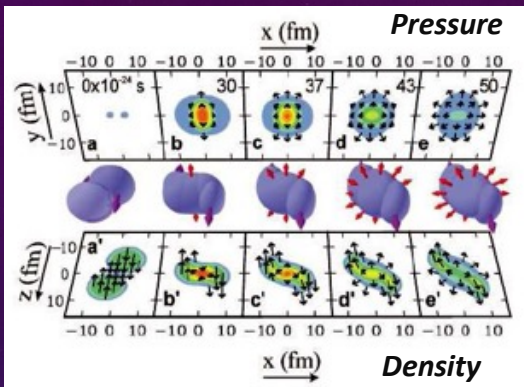 Pressure
x (fm)
−10 0 10 −10 0 10 −10 0 10 −10 0 10 −10 0 10
y (fm)
10
0
−10
0x10⁻²⁴ s 30 37 43 50
a b c d e
a' b' c' d' e'
z (fm)
−10
0
10
−10 0 10 −10 0 10 −10 0 10 −10 0 10 −10 0 10
x (fm)
Density